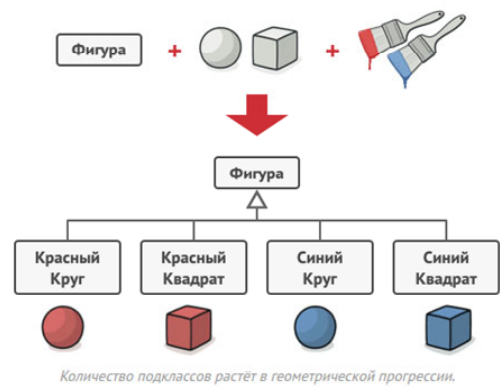 Фигура
Фигура
Красный
Круг
Красный
Квадрат
Синий
Круг
Синий
Квадрат
Количество подклассов растёт в геометрической прогрессии.